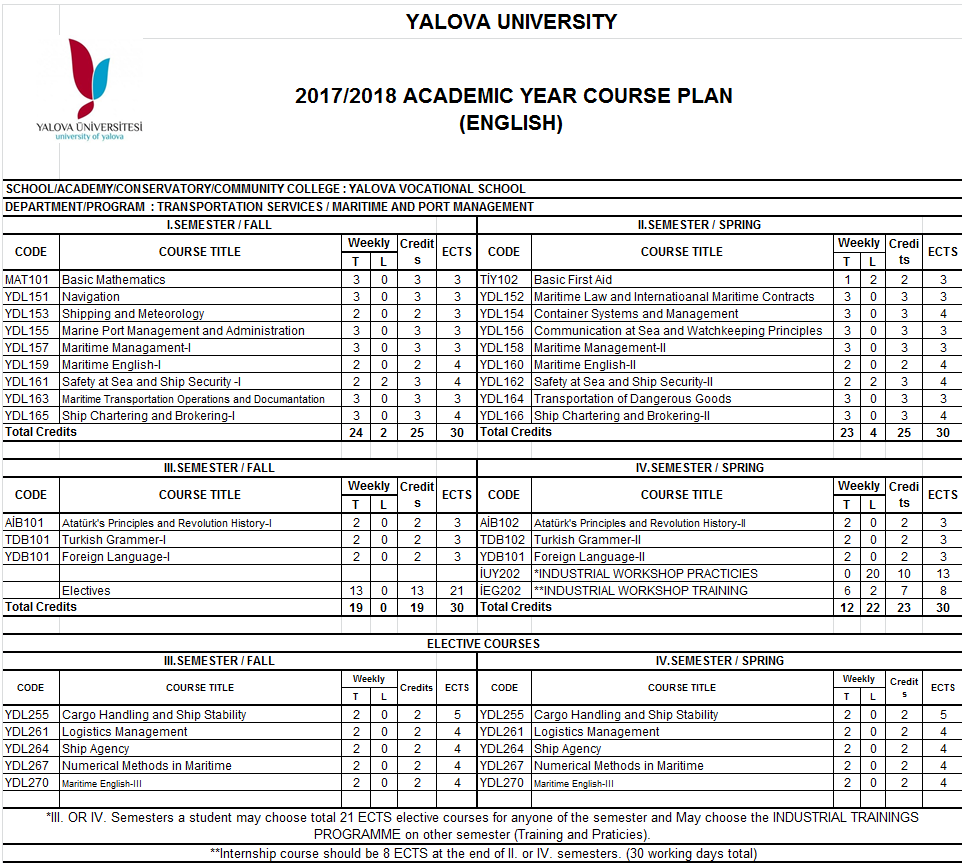 YALOVA UNIVERSITY
YALOVA ÜNİVERSİTESİ
university of yalova
2017/2018 ACADEMIC YEAR COURSE PLAN
(ENGLISH)
SCHOOL/ACADEMY/CONSERVATORY/COMMUNITY COLLEGE : YALOVA VOCATIONAL SCHOOL
DEPARTMENT/PROGRAM : TRANSPORTATION SERVICES / MARITIME AND PORT MANAGEMENT
I.SEMESTER / FALL II.SEMESTER / SPRING
CODE COURSE TITLE Weekly T L Credits ECTS CODE COURSE TITLE Weekly T L Credits ECTS
MAT101 Basic Mathematics 3 0 3 3 TİY102 Basic First Aid 1 2 2 3
YDL151 Navigation 3 0 3 3 YDL152 Maritime Law and Internatioanal Maritime Contracts 3 0 3 3
YDL153 Shipping and Meteorology 2 0 2 3 YDL154 Container Systems and Management 3 0 3 4
YDL155 Marine Port Management and Administration 3 0 3 3 YDL156 Communication at Sea and Watchkeeping Principles 3 0 3 3
YDL157 Maritime Managament-I 3 0 3 3 YDL158 Maritime Management-II 3 0 3 3
YDL159 Maritime English-I 2 0 2 4 YDL160 Maritime English-II 2 0 2 4
YDL161 Safety at Sea and Ship Security -I 2 2 3 4 YDL162 Safety at Sea and Ship Security-II 2 2 3 4
YDL163 Maritime Transportation Operations and Documantation 3 0 3 3 YDL164 Transportation of Dangerous Goods 3 0 3 3
YDL165 Ship Chartering and Brokering-I 3 0 3 4 YDL166 Ship Chartering and Brokering-II 3 0 3 4
Total Credits 24 2 25 30 Total Credits 23 4 25 30
III.SEMESTER / FALL IV.SEMESTER / SPRING
CODE COURSE TITLE Weekly T L Credits ECTS CODE COURSE TITLE Weekly T L Credits ECTS
AİB101 Atatürk's Principles and Revolution History-I 2 0 2 3 AİB102 Atatürk's Principles and Revolution History-II 2 0 2 3
TDB101 Turkish Grammer-I 2 0 2 3 TDB102 Turkish Grammer-II 2 0 2 3
YDB101 Foreign Language-I 2 0 2 3 YDB101 Foreign Language-II 2 0 2 3
İUY202 *INDUSTRIAL WORKSHOP PRACTICIES 0 20 10 13
Electives 13 0 13 21 İEG202 **INDUSTRIAL WORKSHOP TRAINING 6 2 7 8
Total Credits 19 0 19 30 Total Credits 12 22 23 30
ELECTIVE COURSES
III.SEMESTER / FALL IV.SEMESTER / SPRING
CODE COURSE TITLE Weekly T L Credits ECTS CODE COURSE TITLE Weekly T L Credits ECTS
YDL255 Cargo Handling and Ship Stability 2 0 2 5 YDL255 Cargo Handling and Ship Stability 2 0 2 5
YDL261 Logistics Management 2 0 2 4 YDL261 Logistics Management 2 0 2 4
YDL264 Ship Agency 2 0 2 4 YDL264 Ship Agency 2 0 2 4
YDL267 Numerical Methods in Maritime 2 0 2 4 YDL267 Numerical Methods in Maritime 2 0 2 4
YDL270 Maritime English-III 2 0 2 4 YDL270 Maritime English-III 2 0 2 4
*III. OR IV. Semesters a student may choose total 21 ECTS elective courses for anyone of the semester and May choose the INDUSTRIAL TRAININGS
PROGRAMME on other semester (Training and Praticies).
**Internship course should be 8 ECTS at the end of II. or IV. semesters. (30 working days total)